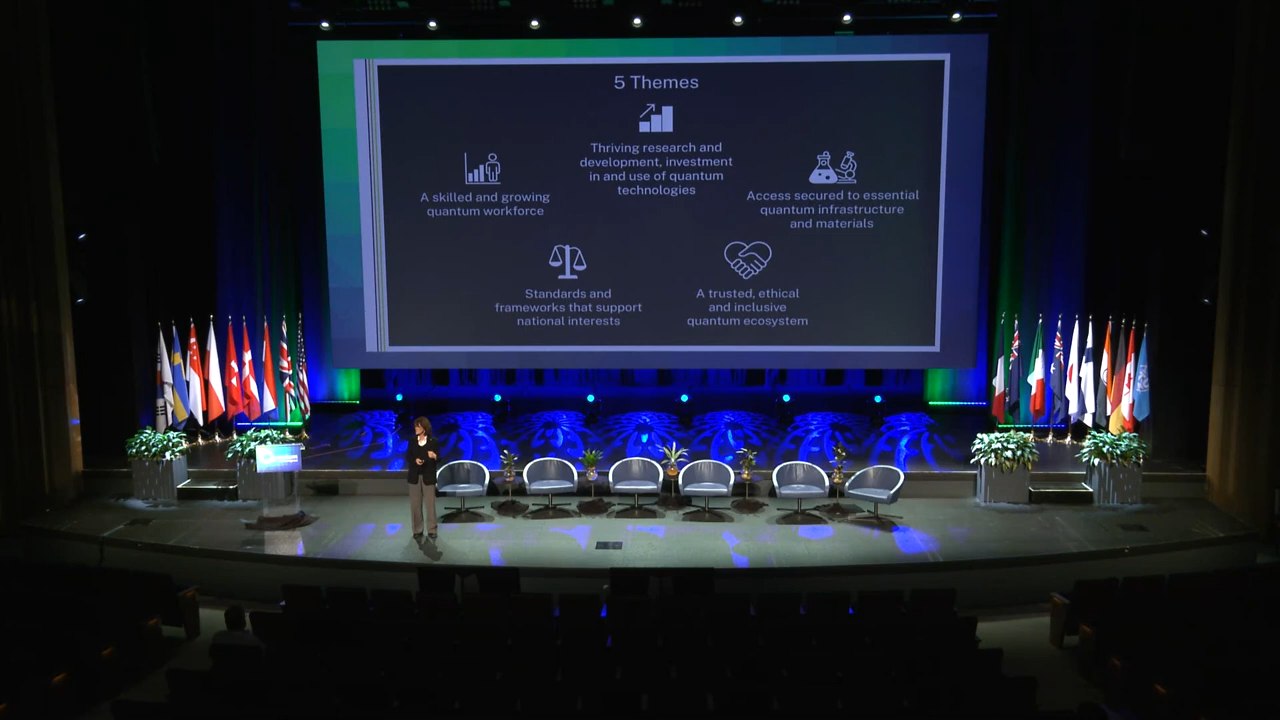 5 Themes
Thriving research and
development, investment
in and use of quantum
technologies
A skilled and growing
quantum workforce
Access secured to essential
quantum infrastructure
and materials
Standards and
frameworks that support
national interests
A trusted, ethical
and inclusive
quantum ecosystem